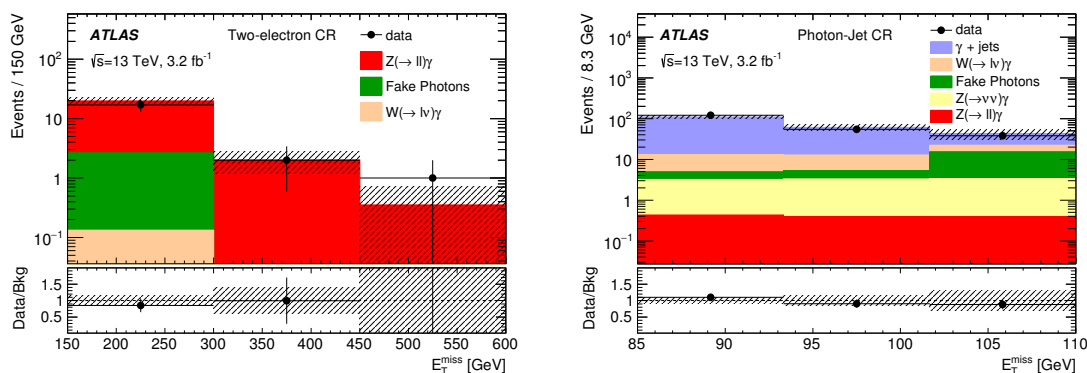 ATLAS Two-electron CR
√s=13 TeV, 3.2 fb⁻¹
data
Z(→ ll)γ
Fake Photons
W(→ lν)γ
Events / 150 GeV
10²
10
1
10⁻¹
Data/Bkg
1.5
1
0.5
150 200 250 300 350 400 450 500 550 600
E_T^miss [GeV]
ATLAS Photon-Jet CR
√s=13 TeV, 3.2 fb⁻¹
data
γ + jets
W(→ lν)γ
Fake Photons
Z(→νν)γ
Z(→ ll)γ
Events / 8.3 GeV
10⁴
10³
10²
10
1
10⁻¹
Data/Bkg
1.5
1
0.5
85 90 95 100 105 110
E_T^miss [GeV]